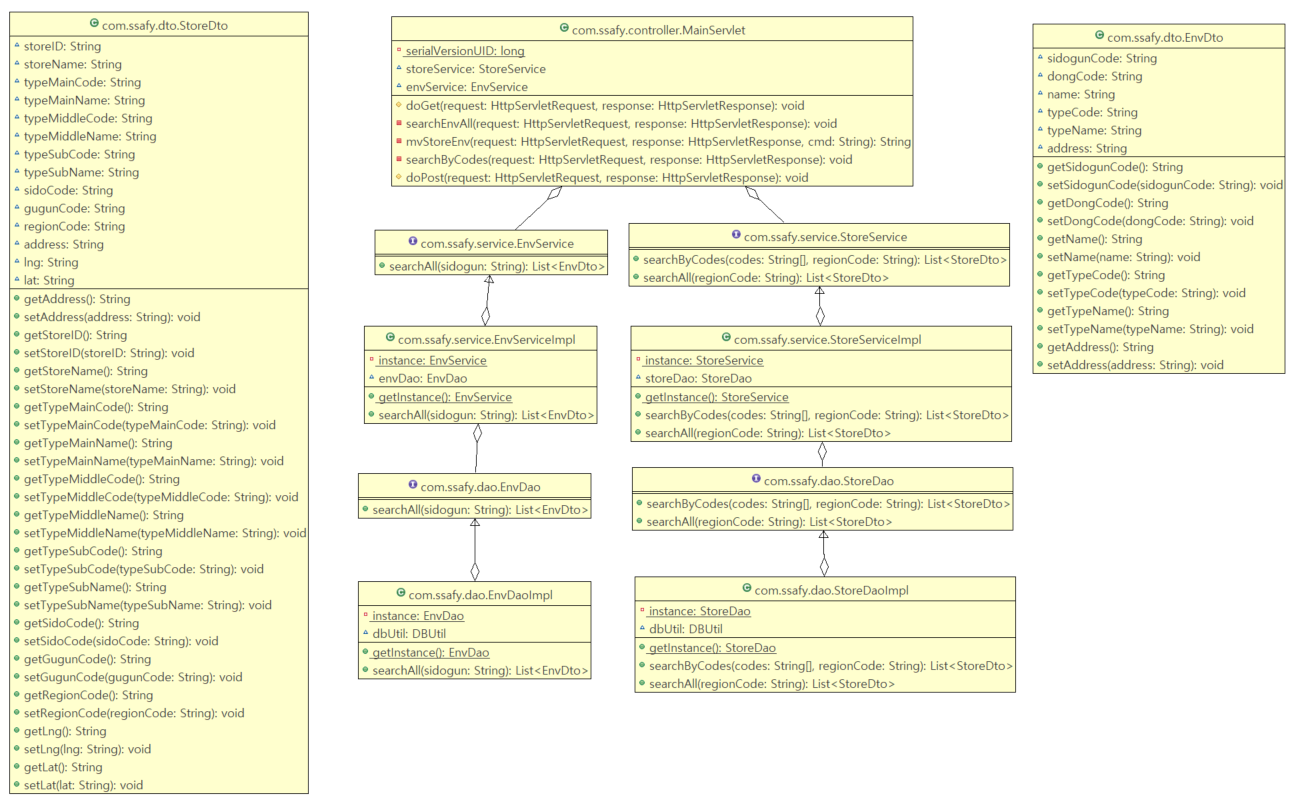 com.ssafy.dto.StoreDto
storeID: String
storeName: String
typeMainCode: String
typeMainName: String
typeMiddleCode: String
typeMiddleName: String
typeSubCode: String
typeSubName: String
sidoCode: String
gugunCode: String
regionCode: String
address: String
lng: String
lat: String
getAddress(): String
setAddress(address: String): void
getStoreID(): String
setStoreID(storeID: String): void
getStoreName(): String
setStoreName(storeName: String): void
getTypeMainCode(): String
setTypeMainCode(typeMainCode: String): void
getTypeMainName(): String
setTypeMainName(typeMainName: String): void
getTypeMiddleCode(): String
setTypeMiddleCode(typeMiddleCode: String): void
getTypeMiddleName(): String
setTypeMiddleName(typeMiddleName: String): void
getTypeSubCode(): String
setTypeSubCode(typeSubCode: String): void
getTypeSubName(): String
setTypeSubName(typeSubName: String): void
getSidoCode(): String
setSidoCode(sidoCode: String): void
getGugunCode(): String
setGugunCode(gugunCode: String): void
getRegionCode(): String
setRegionCode(regionCode: String): void
getLng(): String
setLng(lng: String): void
getLat(): String
setLat(lat: String): void
com.ssafy.controller.MainServlet
serialVersionUID: long
storeService: StoreService
envService: EnvService
doGet(request: HttpServletRequest, response: HttpServletResponse): void
searchEnvAll(request: HttpServletRequest, response: HttpServletResponse): void
mvStoreEnv(request: HttpServletRequest, response: HttpServletResponse, cmd: String): String
searchByCodes(request: HttpServletRequest, response: HttpServletResponse): void
doPost(request: HttpServletRequest, response: HttpServletResponse): void
com.ssafy.service.EnvService
searchAll(sidogun: String): List<EnvDto>
com.ssafy.service.StoreService
searchByCodes(codes: String[], regionCode: String): List<StoreDto>
searchAll(regionCode: String): List<StoreDto>
com.ssafy.service.EnvServiceImpl
instance: EnvService
envDao: EnvDao
getInstance(): EnvService
searchAll(sidogun: String): List<EnvDto>
com.ssafy.service.StoreServiceImpl
instance: StoreService
storeDao: StoreDao
getInstance(): StoreService
searchByCodes(codes: String[], regionCode: String): List<StoreDto>
searchAll(regionCode: String): List<StoreDto>
com.ssafy.dao.EnvDao
searchAll(sidogun: String): List<EnvDto>
com.ssafy.dao.StoreDao
searchByCodes(codes: String[], regionCode: String): List<StoreDto>
searchAll(regionCode: String): List<StoreDto>
com.ssafy.dao.EnvDaoImpl
instance: EnvDao
dbUtil: DBUtil
getInstance(): EnvDao
searchAll(sidogun: String): List<EnvDto>
com.ssafy.dao.StoreDaoImpl
instance: StoreDao
dbUtil: DBUtil
getInstance(): StoreDao
searchByCodes(codes: String[], regionCode: String): List<StoreDto>
searchAll(regionCode: String): List<StoreDto>
com.ssafy.dto.EnvDto
sidogunCode: String
dongCode: String
name: String
typeCode: String
typeName: String
address: String
getSidogunCode(): String
setSidogunCode(sidogunCode: String): void
getDongCode(): String
setDongCode(dongCode: String): void
getName(): String
setName(name: String): void
getTypeCode(): String
setTypeCode(typeCode: String): void
getTypeName(): String
setTypeName(typeName: String): void
getAddress(): String
setAddress(address: String): void